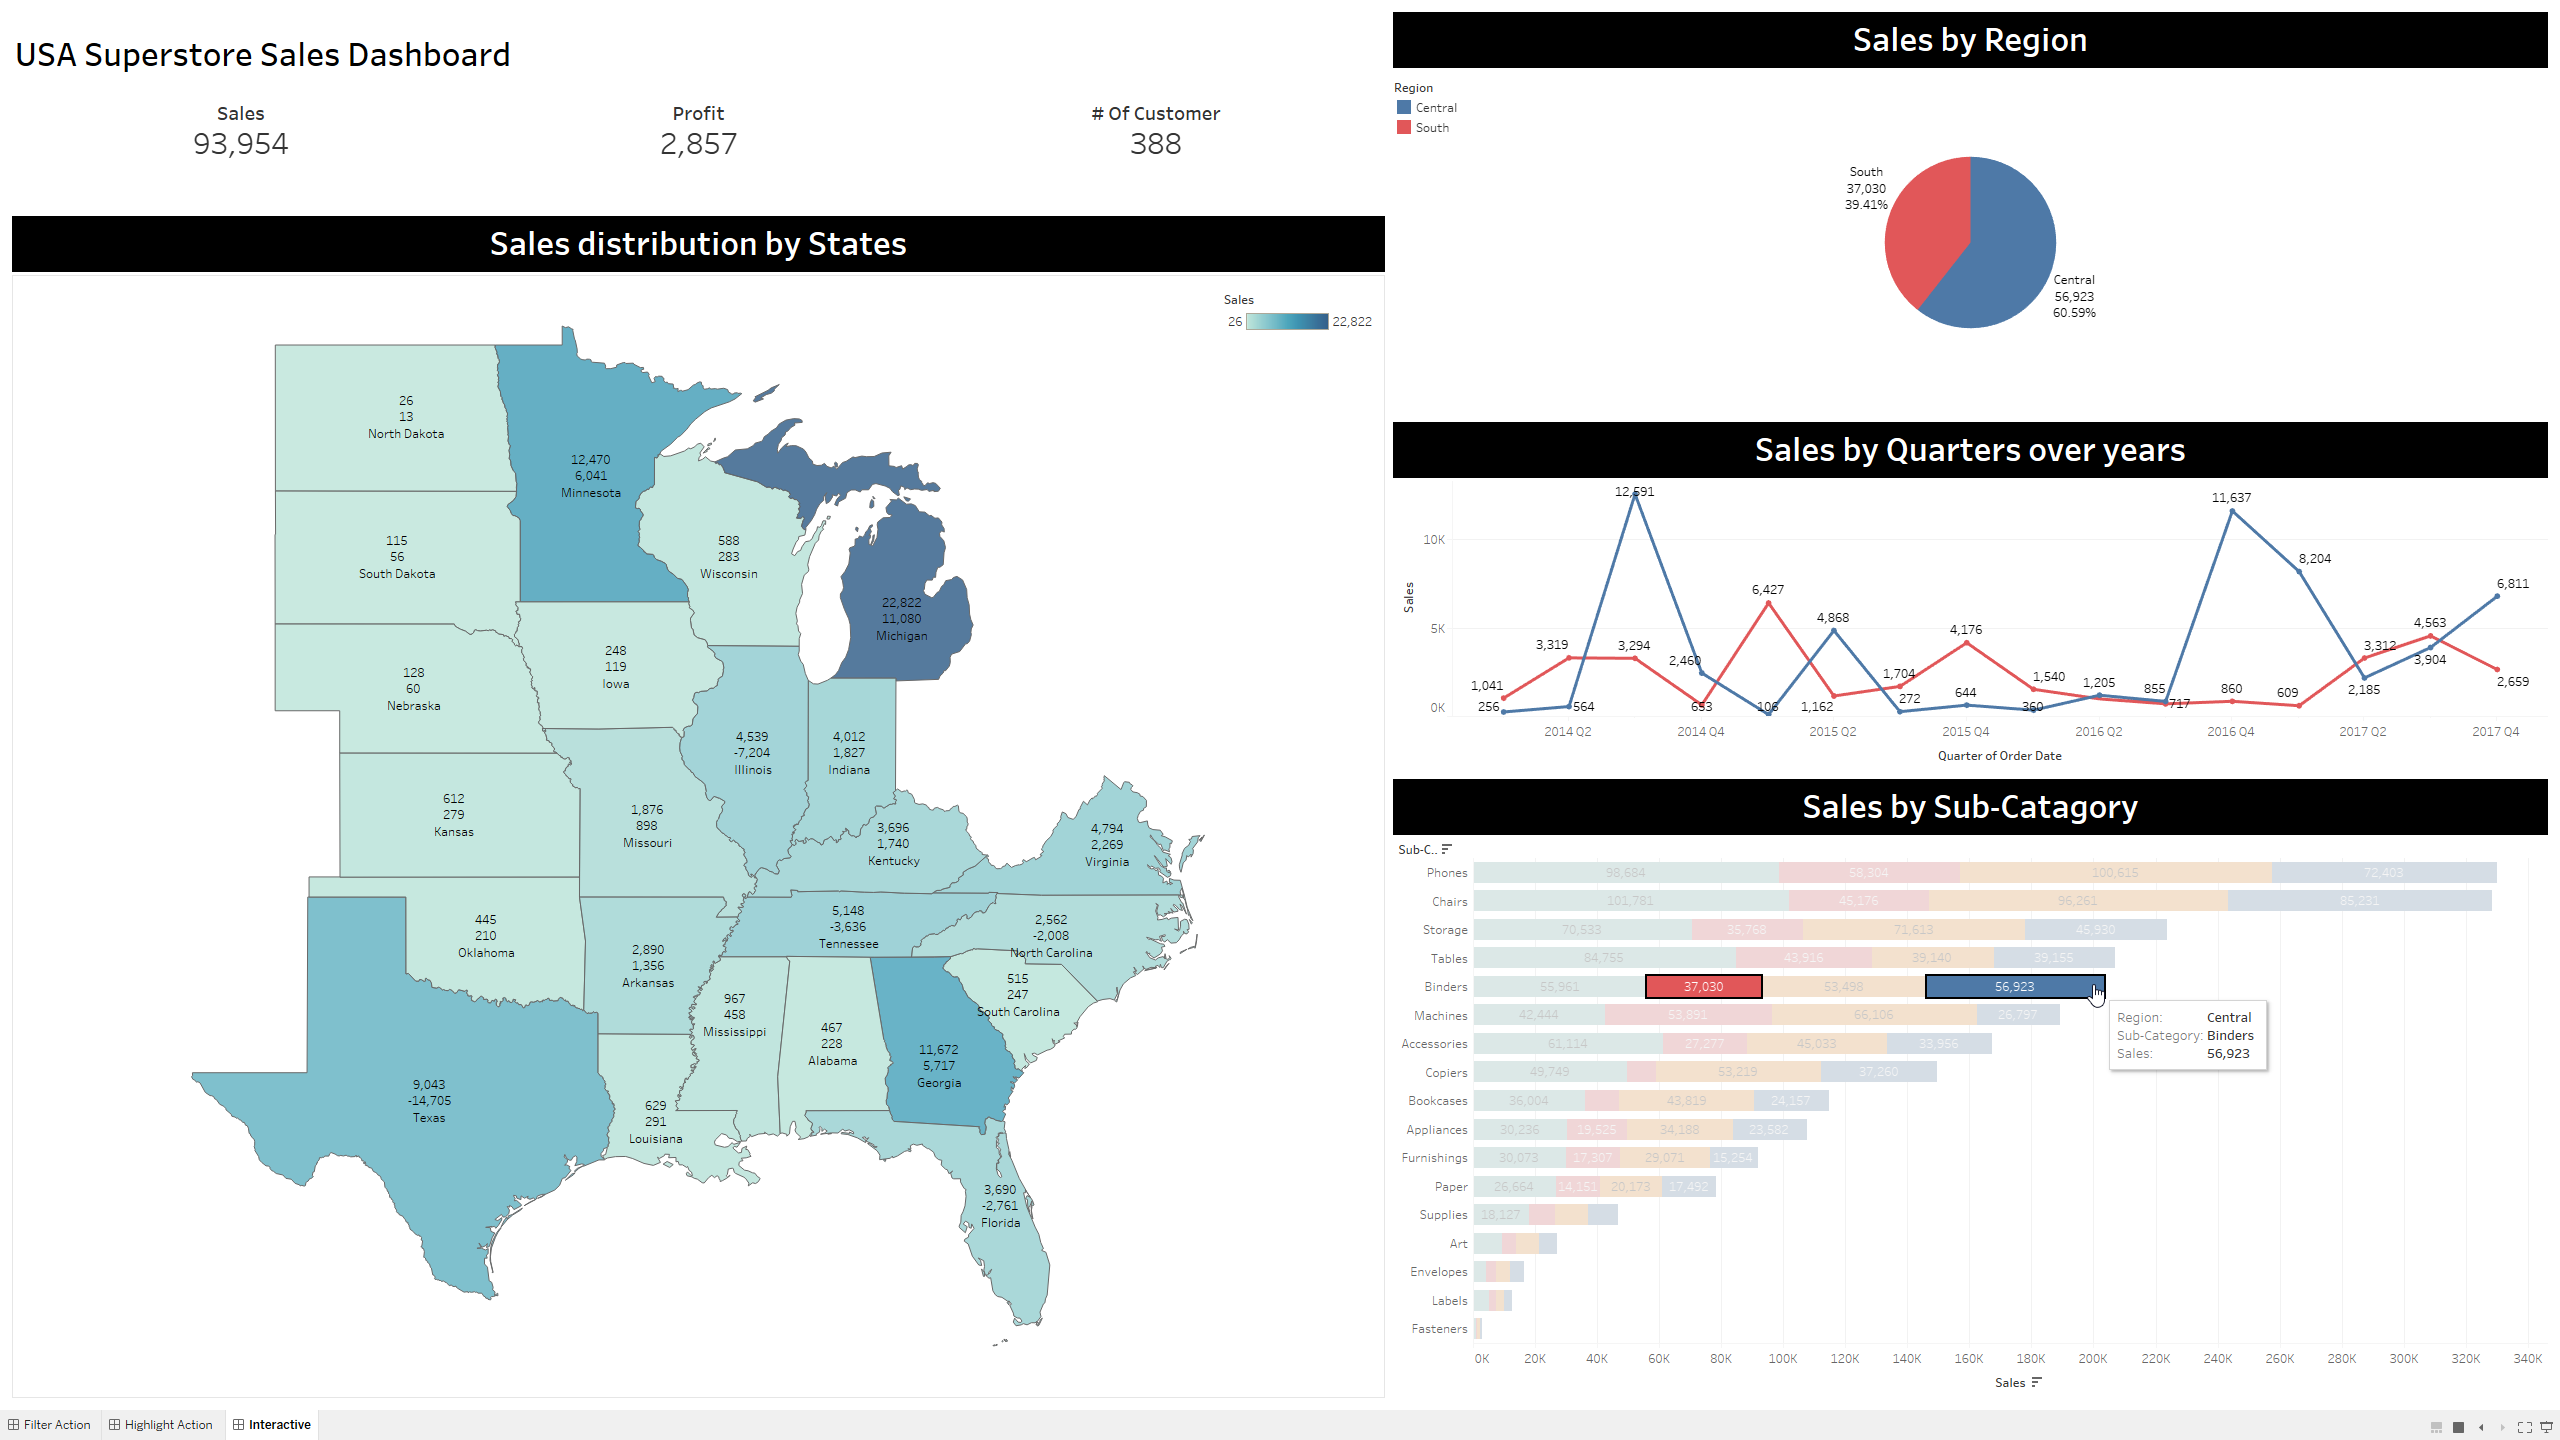 USA Superstore Sales Dashboard
Sales
93,954
Profit
2,857
# Of Customer
388
Sales distribution by States
Sales
26
22,822
26
13
North Dakota
12,470
6,041
Minnesota
115
56
South Dakota
588
283
Wisconsin
22,822
11,080
Michigan
128
60
Nebraska
248
119
Iowa
4,539
-7,204
Illinois
4,012
1,827
Indiana
612
279
Kansas
1,876
898
Missouri
3,696
1,740
Kentucky
4,794
2,269
Virginia
445
210
Oklahoma
2,890
1,356
Arkansas
5,148
-3,636
Tennessee
2,562
-2,008
North Carolina
515
247
South Carolina
967
458
Mississippi
467
228
Alabama
11,672
5,717
Georgia
9,043
-14,705
Texas
629
291
Louisiana
3,690
-2,761
Florida
Sales by Region
Region
Central
South
South
37,030
39.41%
Central
56,923
60.59%
Sales by Quarters over years
Sales
10K
5K
0K
1,041
256
3,319
564
12,591
3,294
2,460
653
6,427
106
4,868
1,162
1,704
272
4,176
644
1,540
360
1,205
855
717
11,637
860
8,204
609
3,312
2,185
4,563
3,904
6,811
2,659
2014 Q2 2014 Q4 2015 Q2 2015 Q4 2016 Q2 2016 Q4 2017 Q2 2017 Q4
Quarter of Order Date
Sales by Sub-Catagory
Sub-C..
Phones 98,684 58,304 100,615 72,403
Chairs 101,781 45,176 96,261 85,231
Storage 70,533 35,768 71,613 45,930
Tables 84,755 43,916 39,140 39,155
Binders 55,961 37,030 53,498 56,923
Machines 42,444 53,891 66,106 26,797
Accessories 61,114 27,277 45,033 33,956
Copiers 49,749 53,219 37,260
Bookcases 36,004 43,819 24,157
Appliances 30,236 19,525 34,188 23,582
Furnishings 30,073 17,307 29,071 15,254
Paper 26,664 14,151 20,173 17,492
Supplies 18,127
Art
Envelopes
Labels
Fasteners
0K 20K 40K 60K 80K 100K 120K 140K 160K 180K 200K 220K 240K 260K 280K 300K 320K 340K
Sales
Region: Central
Sub-Category: Binders
Sales: 56,923
Filter Action Highlight Action Interactive